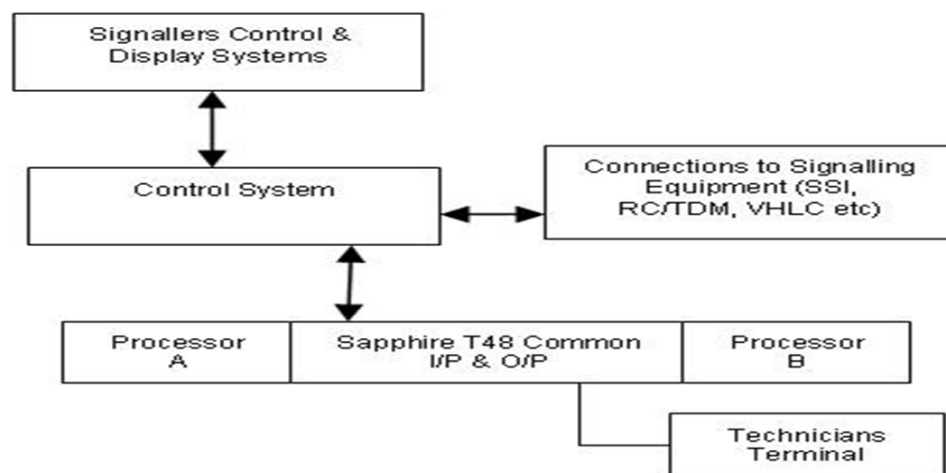 Signallers Control &
Display Systems
Control System
Connections to Signalling
Equipment (SSI,
RC/TDM, VHLC etc)
Processor
A
Sapphire T48 Common
I/P & O/P
Processor
B
Technicians
Terminal